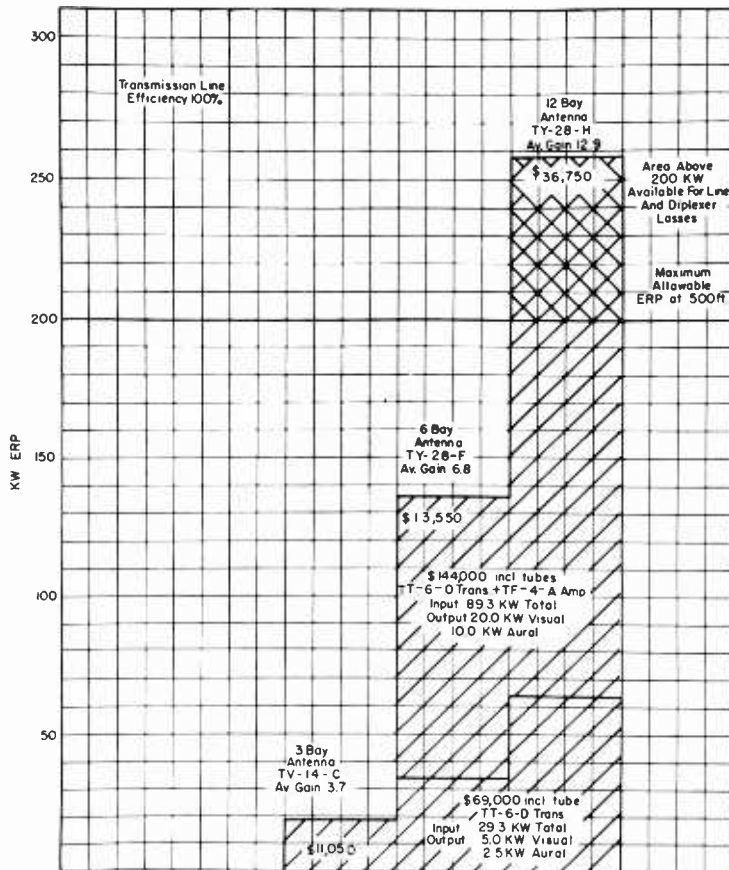 300
Transmission Line
Efficiency 100%
12 Bay
Antenna
TY-28-H
Av. Gain 12.9
$36,750
Area Above
200 KW
Available For Line
And Diplexer
Losses
250
Maximum
Allowable
ERP at 500ft
200
6 Bay
Antenna
TY-28-F
Av. Gain 6.8
150
KW ERP
$13,550
$144000 incl tubes
TT-6-D Trans + TF-4-A Amp
Input 89.3 KW Total
Output 20.0 KW Visual
10.0 KW Aural
100
50
3 Bay
Antenna
TV-14-C
Av Gain 3.7
$69,000 incl tube
TT-6-D Trans
Input 29.3 KW Total
Output 5.0 KW Visual
2.5 KW Aural
$11,050